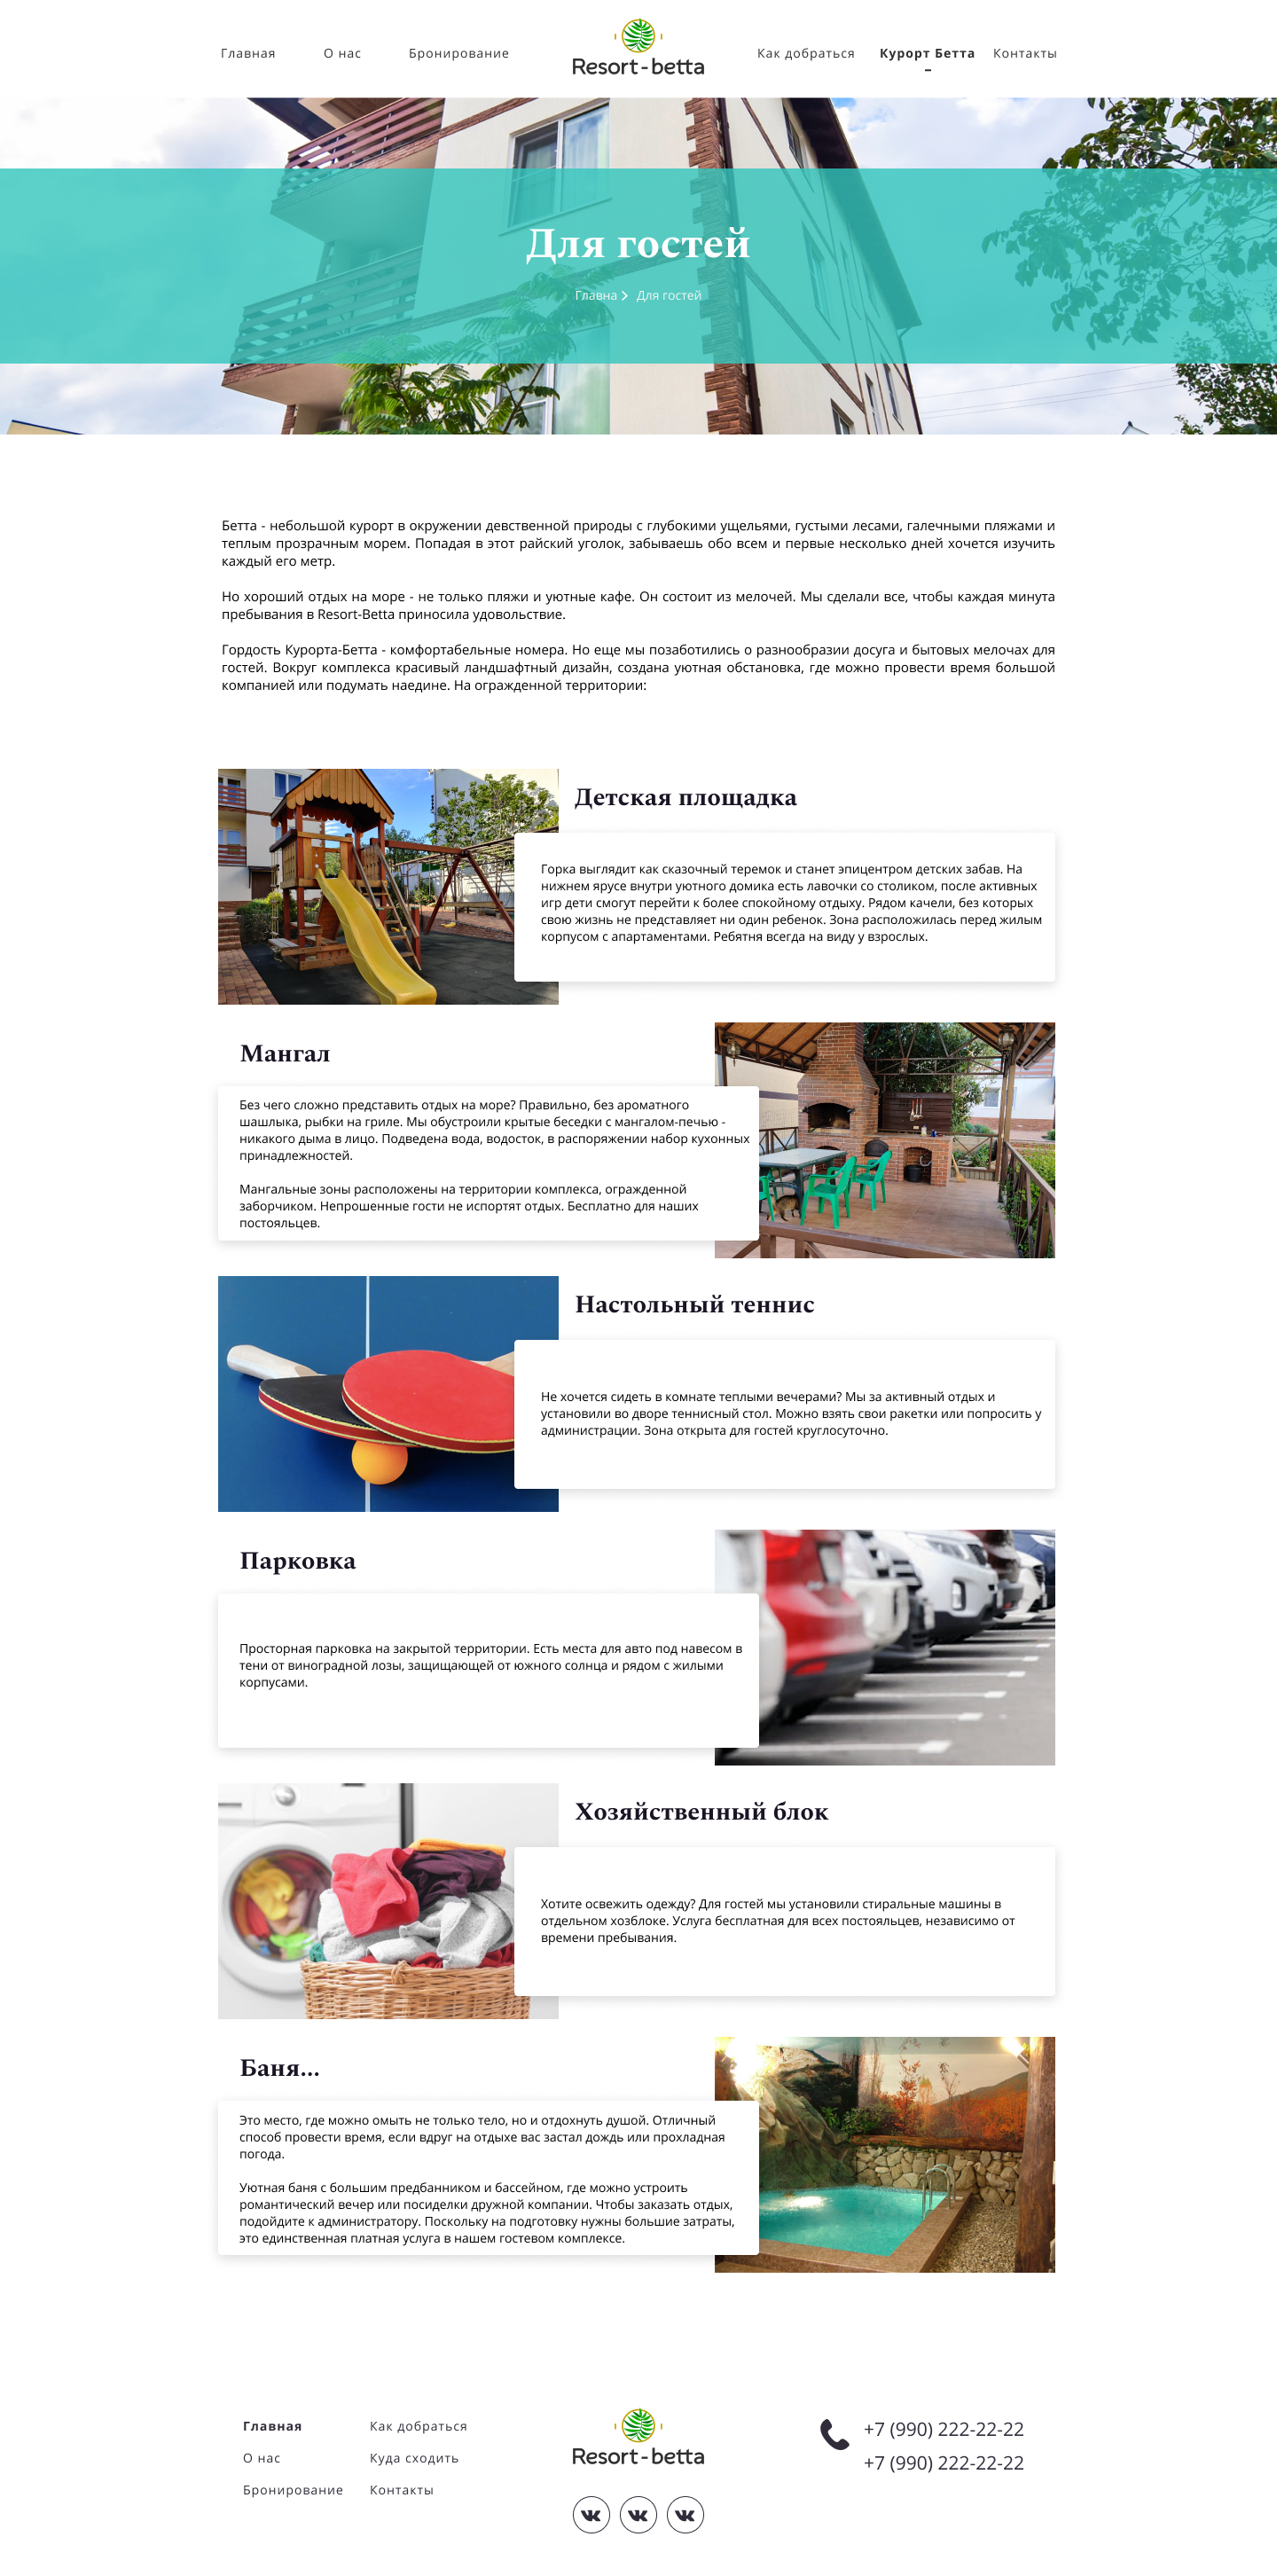 Главная О нас Бронирование Resort-betta Как добраться Курорт Бетта Контакты
Для гостей
Главна Для гостей
Бетта - небольшой курорт в окружении девственной природы с глубокими ущельями, густыми лесами, галечными пляжами и
теплым прозрачным морем. Попадая в этот райский уголок, забываешь обо всем и первые несколько дней хочется изучить
каждый его метр.
Но хороший отдых на море - не только пляжи и уютные кафе. Он состоит из мелочей. Мы сделали все, чтобы каждая минута
пребывания в Resort-Betta приносила удовольствие.
Гордость Курорта-Бетта - комфортабельные номера. Но еще мы позаботились о разнообразии досуга и бытовых мелочах для
гостей. Вокруг комплекса красивый ландшафтный дизайн, создана уютная обстановка, где можно провести время большой
компанией или подумать наедине. На огражденной территории:
Детская площадка
Горка выглядит как сказочный теремок и станет эпицентром детских забав. На
нижнем ярусе внутри уютного домика есть лавочки со столиком, после активных
игр дети смогут перейти к более спокойному отдыху. Рядом качели, без которых
свою жизнь не представляет ни один ребенок. Зона расположилась перед жилым
корпусом с апартаментами. Ребятня всегда на виду у взрослых.
Мангал
Без чего сложно представить отдых на море? Правильно, без ароматного
шашлыка, рыбки на гриле. Мы обустроили крытые беседки с мангалом-печью -
никакого дыма в лицо. Подведена вода, водосток, в распоряжении набор кухонных
принадлежностей.
Мангальные зоны расположены на территории комплекса, огражденной
заборчиком. Непрошенные гости не испортят отдых. Бесплатно для наших
постояльцев.
Настольный теннис
Не хочется сидеть в комнате теплыми вечерами? Мы за активный отдых и
установили во дворе теннисный стол. Можно взять свои ракетки или попросить у
администрации. Зона открыта для гостей круглосуточно.
Парковка
Просторная парковка на закрытой территории. Есть места для авто под навесом в
тени от виноградной лозы, защищающей от южного солнца и рядом с жилыми
корпусами.
Хозяйственный блок
Хотите освежить одежду? Для гостей мы установили стиральные машины в
отдельном хозблоке. Услуга бесплатная для всех постояльцев, независимо от
времени пребывания.
Баня...
Это место, где можно омыть не только тело, но и отдохнуть душой. Отличный
способ провести время, если вдруг на отдыхе вас застал дождь или прохладная
погода.
Уютная баня с большим предбанником и бассейном, где можно устроить
романтический вечер или посиделки дружной компании. Чтобы заказать отдых,
подойдите к администратору. Поскольку на подготовку нужны большие затраты,
это единственная платная услуга в нашем гостевом комплексе.
Главная Как добраться
О нас Куда сходить
Бронирование Контакты
Resort-betta
+7 (990) 222-22-22
+7 (990) 222-22-22